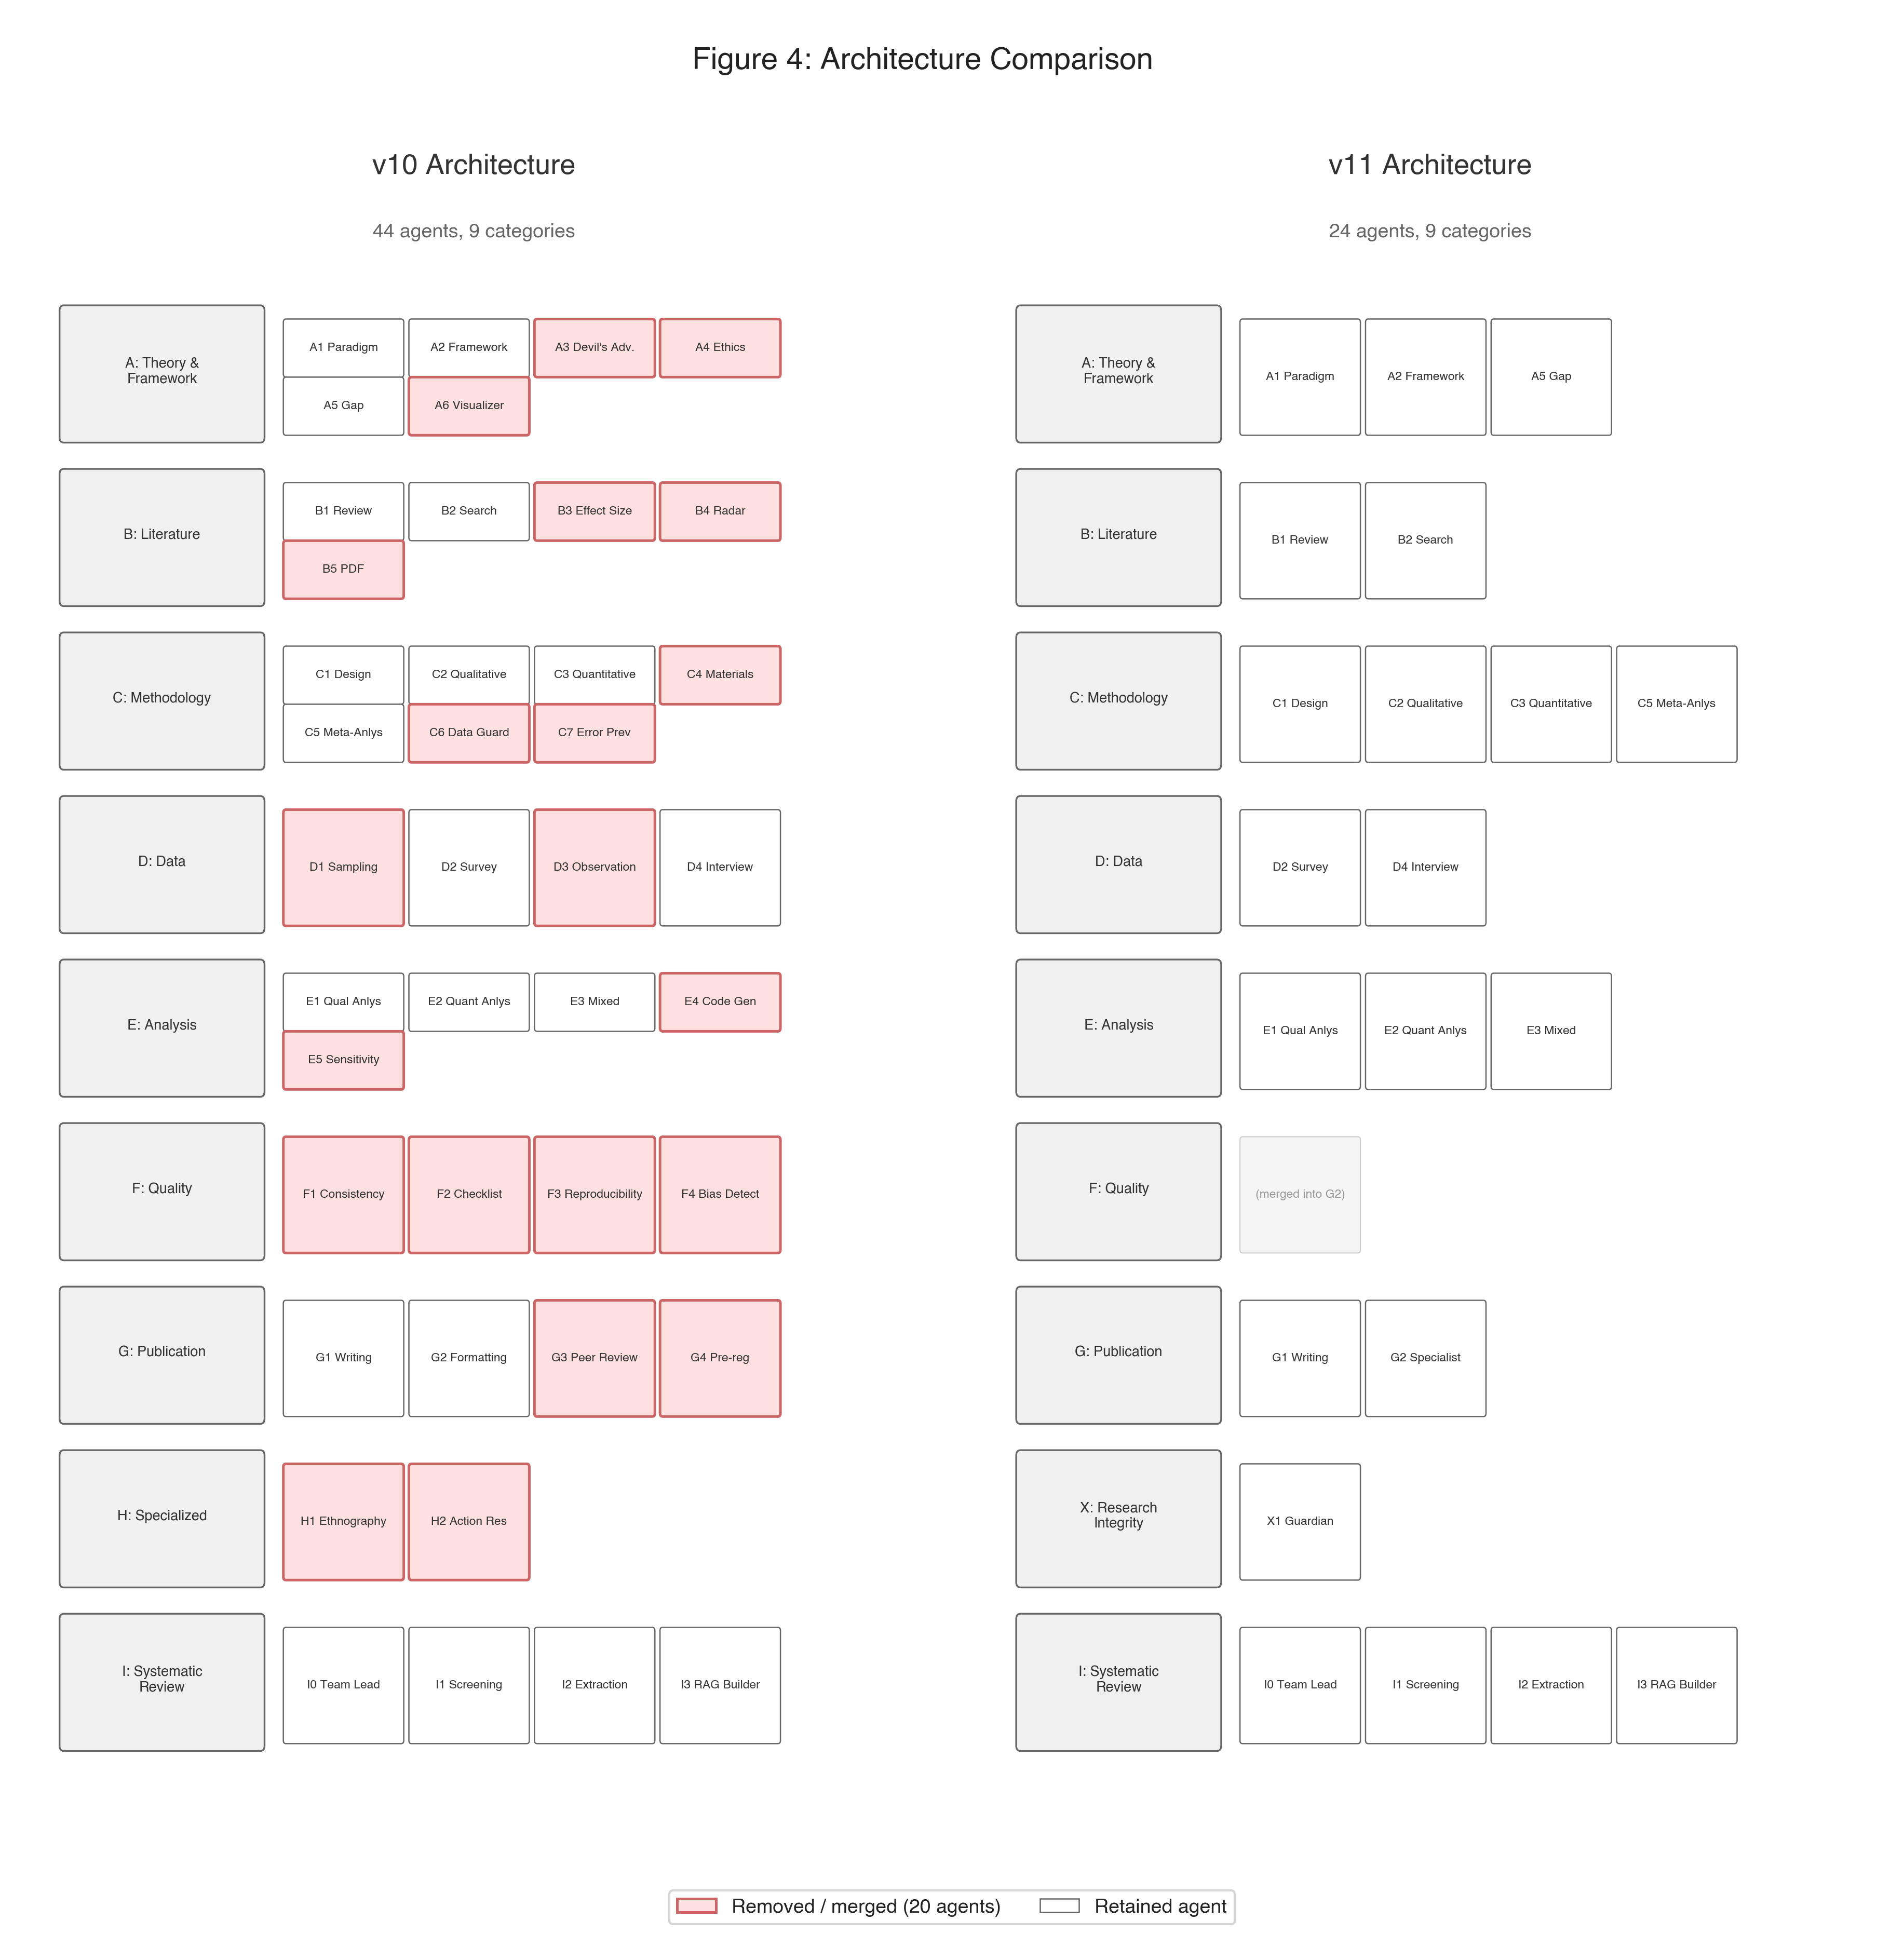 Figure 4: Architecture Comparison
v10 Architecture
44 agents, 9 categories
A: Theory &
Framework
A1 Paradigm
A2 Framework
A3 Devil's Adv.
A4 Ethics
A5 Gap
A6 Visualizer
B: Literature
B1 Review
B2 Search
B3 Effect Size
B4 Radar
B5 PDF
C: Methodology
C1 Design
C2 Qualitative
C3 Quantitative
C4 Materials
C5 Meta-Anlys
C6 Data Guard
C7 Error Prev
D: Data
D1 Sampling
D2 Survey
D3 Observation
D4 Interview
E: Analysis
E1 Qual Anlys
E2 Quant Anlys
E3 Mixed
E4 Code Gen
E5 Sensitivity
F: Quality
F1 Consistency
F2 Checklist
F3 Reproducibility
F4 Bias Detect
G: Publication
G1 Writing
G2 Formatting
G3 Peer Review
G4 Pre-reg
H: Specialized
H1 Ethnography
H2 Action Res
I: Systematic
Review
I0 Team Lead
I1 Screening
I2 Extraction
I3 RAG Builder
v11 Architecture
24 agents, 9 categories
A: Theory &
Framework
A1 Paradigm
A2 Framework
A5 Gap
B: Literature
B1 Review
B2 Search
C: Methodology
C1 Design
C2 Qualitative
C3 Quantitative
C5 Meta-Anlys
D: Data
D2 Survey
D4 Interview
E: Analysis
E1 Qual Anlys
E2 Quant Anlys
E3 Mixed
F: Quality
(merged into G2)
G: Publication
G1 Writing
G2 Specialist
X: Research
Integrity
X1 Guardian
I: Systematic
Review
I0 Team Lead
I1 Screening
I2 Extraction
I3 RAG Builder
Removed / merged (20 agents)
Retained agent